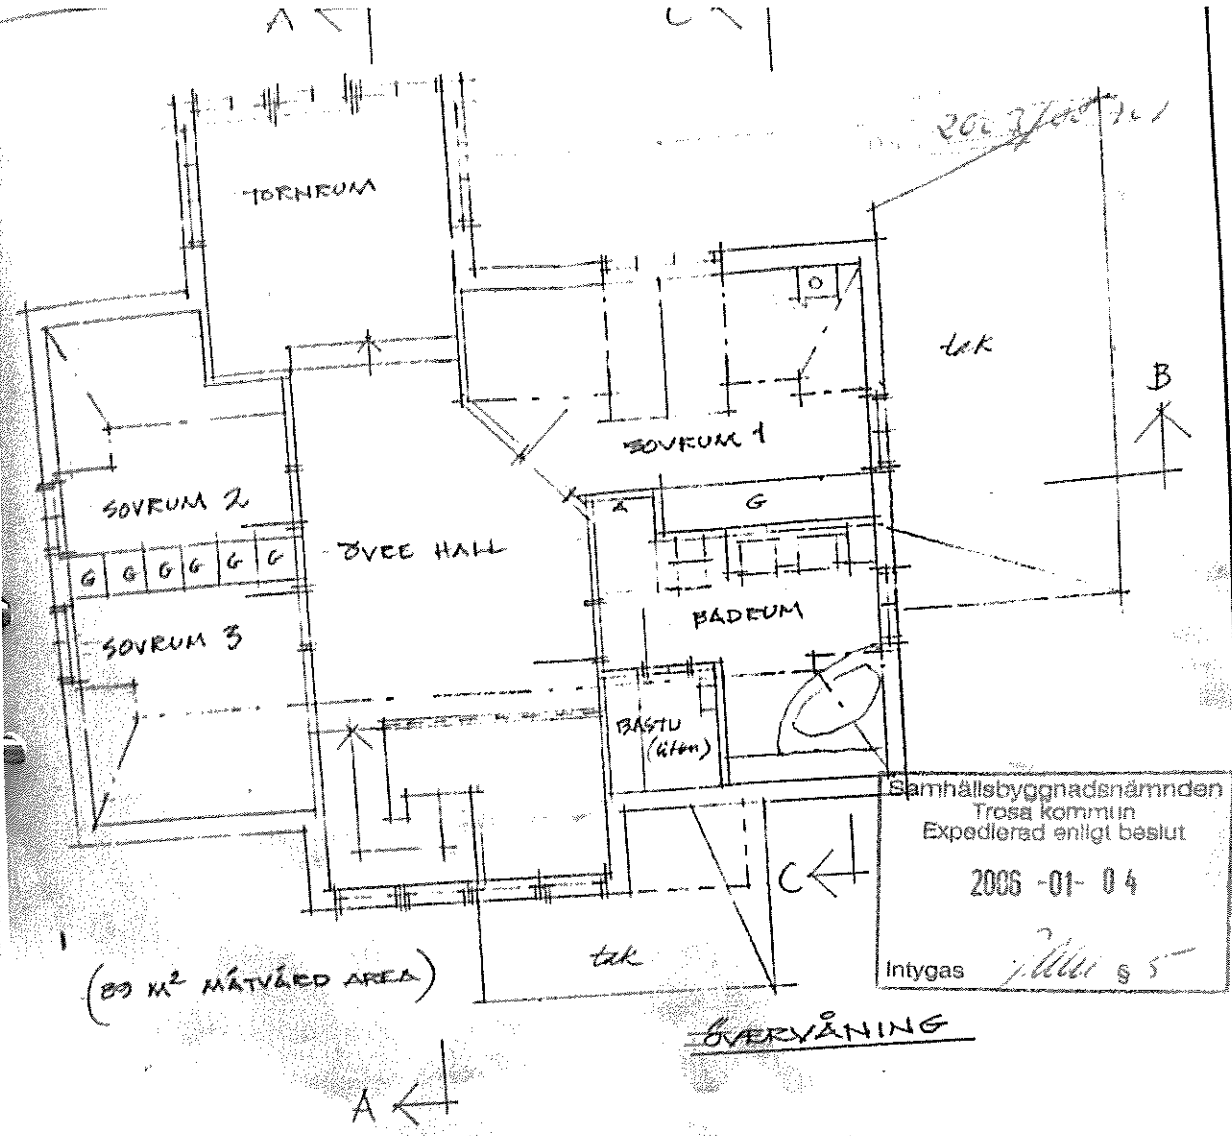 A
C
TORNRUM
O
tak
B
SOVRUM 1
SOVRUM 2
G
ÖVRE HALL
G G G G G G
BADRUM
SOVRUM 3
BASTU
Samhällsbyggnadsnämnden
Trosa kommun
Expedierad enligt beslut
2006 -01- 04
C
tak
Intygas § 5
(89 M² MÄTVÄRD AREA)
ÖVERVÅNING
A